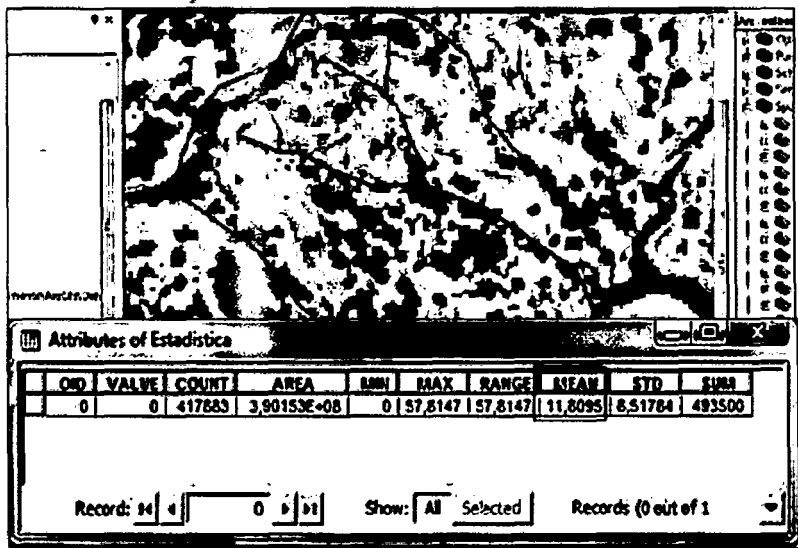 Attributes of Estadistica
OID VALVE COUNT AREA MIN MAX RANGE MEAN STD SUM
0 0 417883 3,90153E+08 0 57,8147 57,8147 11,8095 8,51784 493500
Record: 0 Show: All Selected Records (0 out of 1